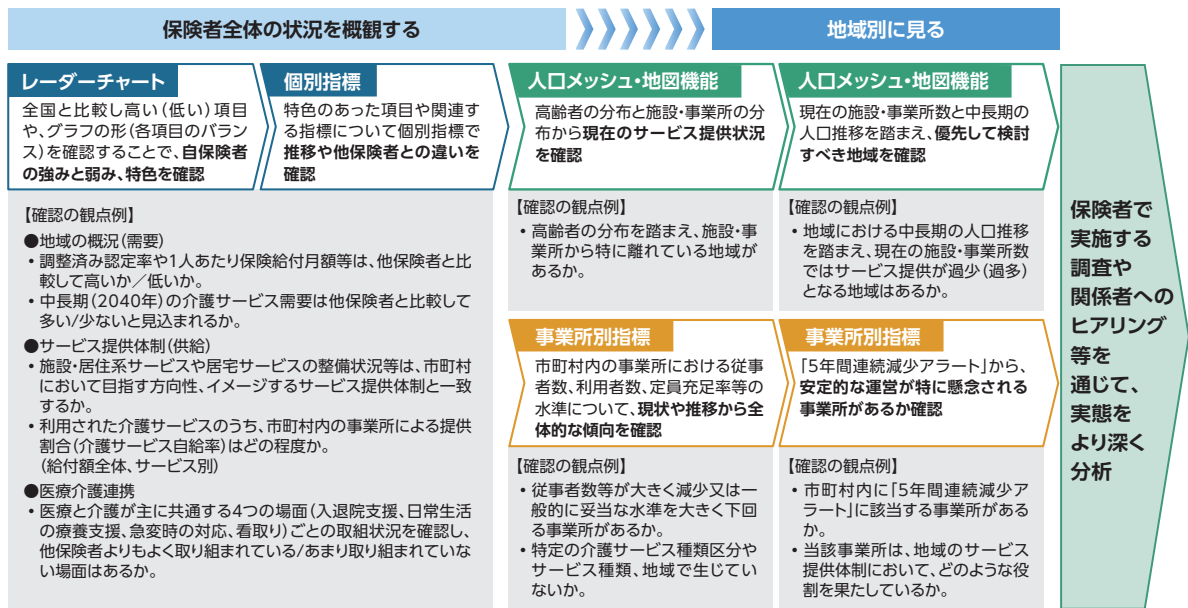 保険者全体の状況を概観する
地域別に見る
レーダーチャート
全国と比較し高い(低い)項目
や、グラフの形(各項目のバラン
ス)を確認することで、自保険者
の強みと弱み、特色を確認
個別指標
特色のあった項目や関連す
る指標について個別指標で
推移や他保険者との違いを
確認
【確認の観点例】
●地域の概況(需要)
・調整済み認定率や1人あたり保険給付月額等は、他保険者と比
較して高いか／低いか。
・中長期(2040年)の介護サービス需要は他保険者と比較して
多い/少ないと見込まれるか。
●サービス提供体制(供給)
・施設・居住系サービスや居宅サービスの整備状況等は、市町村
において目指す方向性、イメージするサービス提供体制と一致
するか。
・利用された介護サービスのうち、市町村内の事業所による提供
割合(介護サービス自給率)はどの程度か。
(給付額全体、サービス別)
●医療介護連携
・医療と介護が主に共通する4つの場面(入退院支援、日常生活
の療養支援、急変時の対応、看取り)ごとの取組状況を確認し、
他保険者よりもよく取り組まれている/あまり取り組まれていな
い場面はあるか。
人口メッシュ・地図機能
高齢者の分布と施設・事業所の分
布から現在のサービス提供状況
を確認
【確認の観点例】
・高齢者の分布を踏まえ、施設・事
業所から特に離れている地域が
あるか。
人口メッシュ・地図機能
現在の施設・事業所数と中長期の
人口推移を踏まえ、優先して検討
すべき地域を確認
【確認の観点例】
・地域における中長期の人口推移
を踏まえ、現在の施設・事業所数
ではサービス提供が過少(過多)
となる地域はあるか。
事業所別指標
市町村内の事業所における従事
者数、利用者数、定員充足率等の
水準について、現状や推移から全
体的な傾向を確認
【確認の観点例】
・従事者数等が大きく減少又は一
般的に妥当な水準を大きく下回
る事業所があるか。
・特定の介護サービス種類区分や
サービス種類、地域で生じてい
ないか。
事業所別指標
「5年間連続減少アラート」から、
安定的な運営が特に懸念される
事業所があるか確認
【確認の観点例】
・市町村内に「5年間連続減少ア
ラート」に該当する事業所がある
か。
・当該事業所は、地域のサービス
提供体制において、どのような役
割を果たしているか。
保険者で
実施する
調査や
関係者への
ヒアリング
等を
通じて、
実態を
より深く
分析